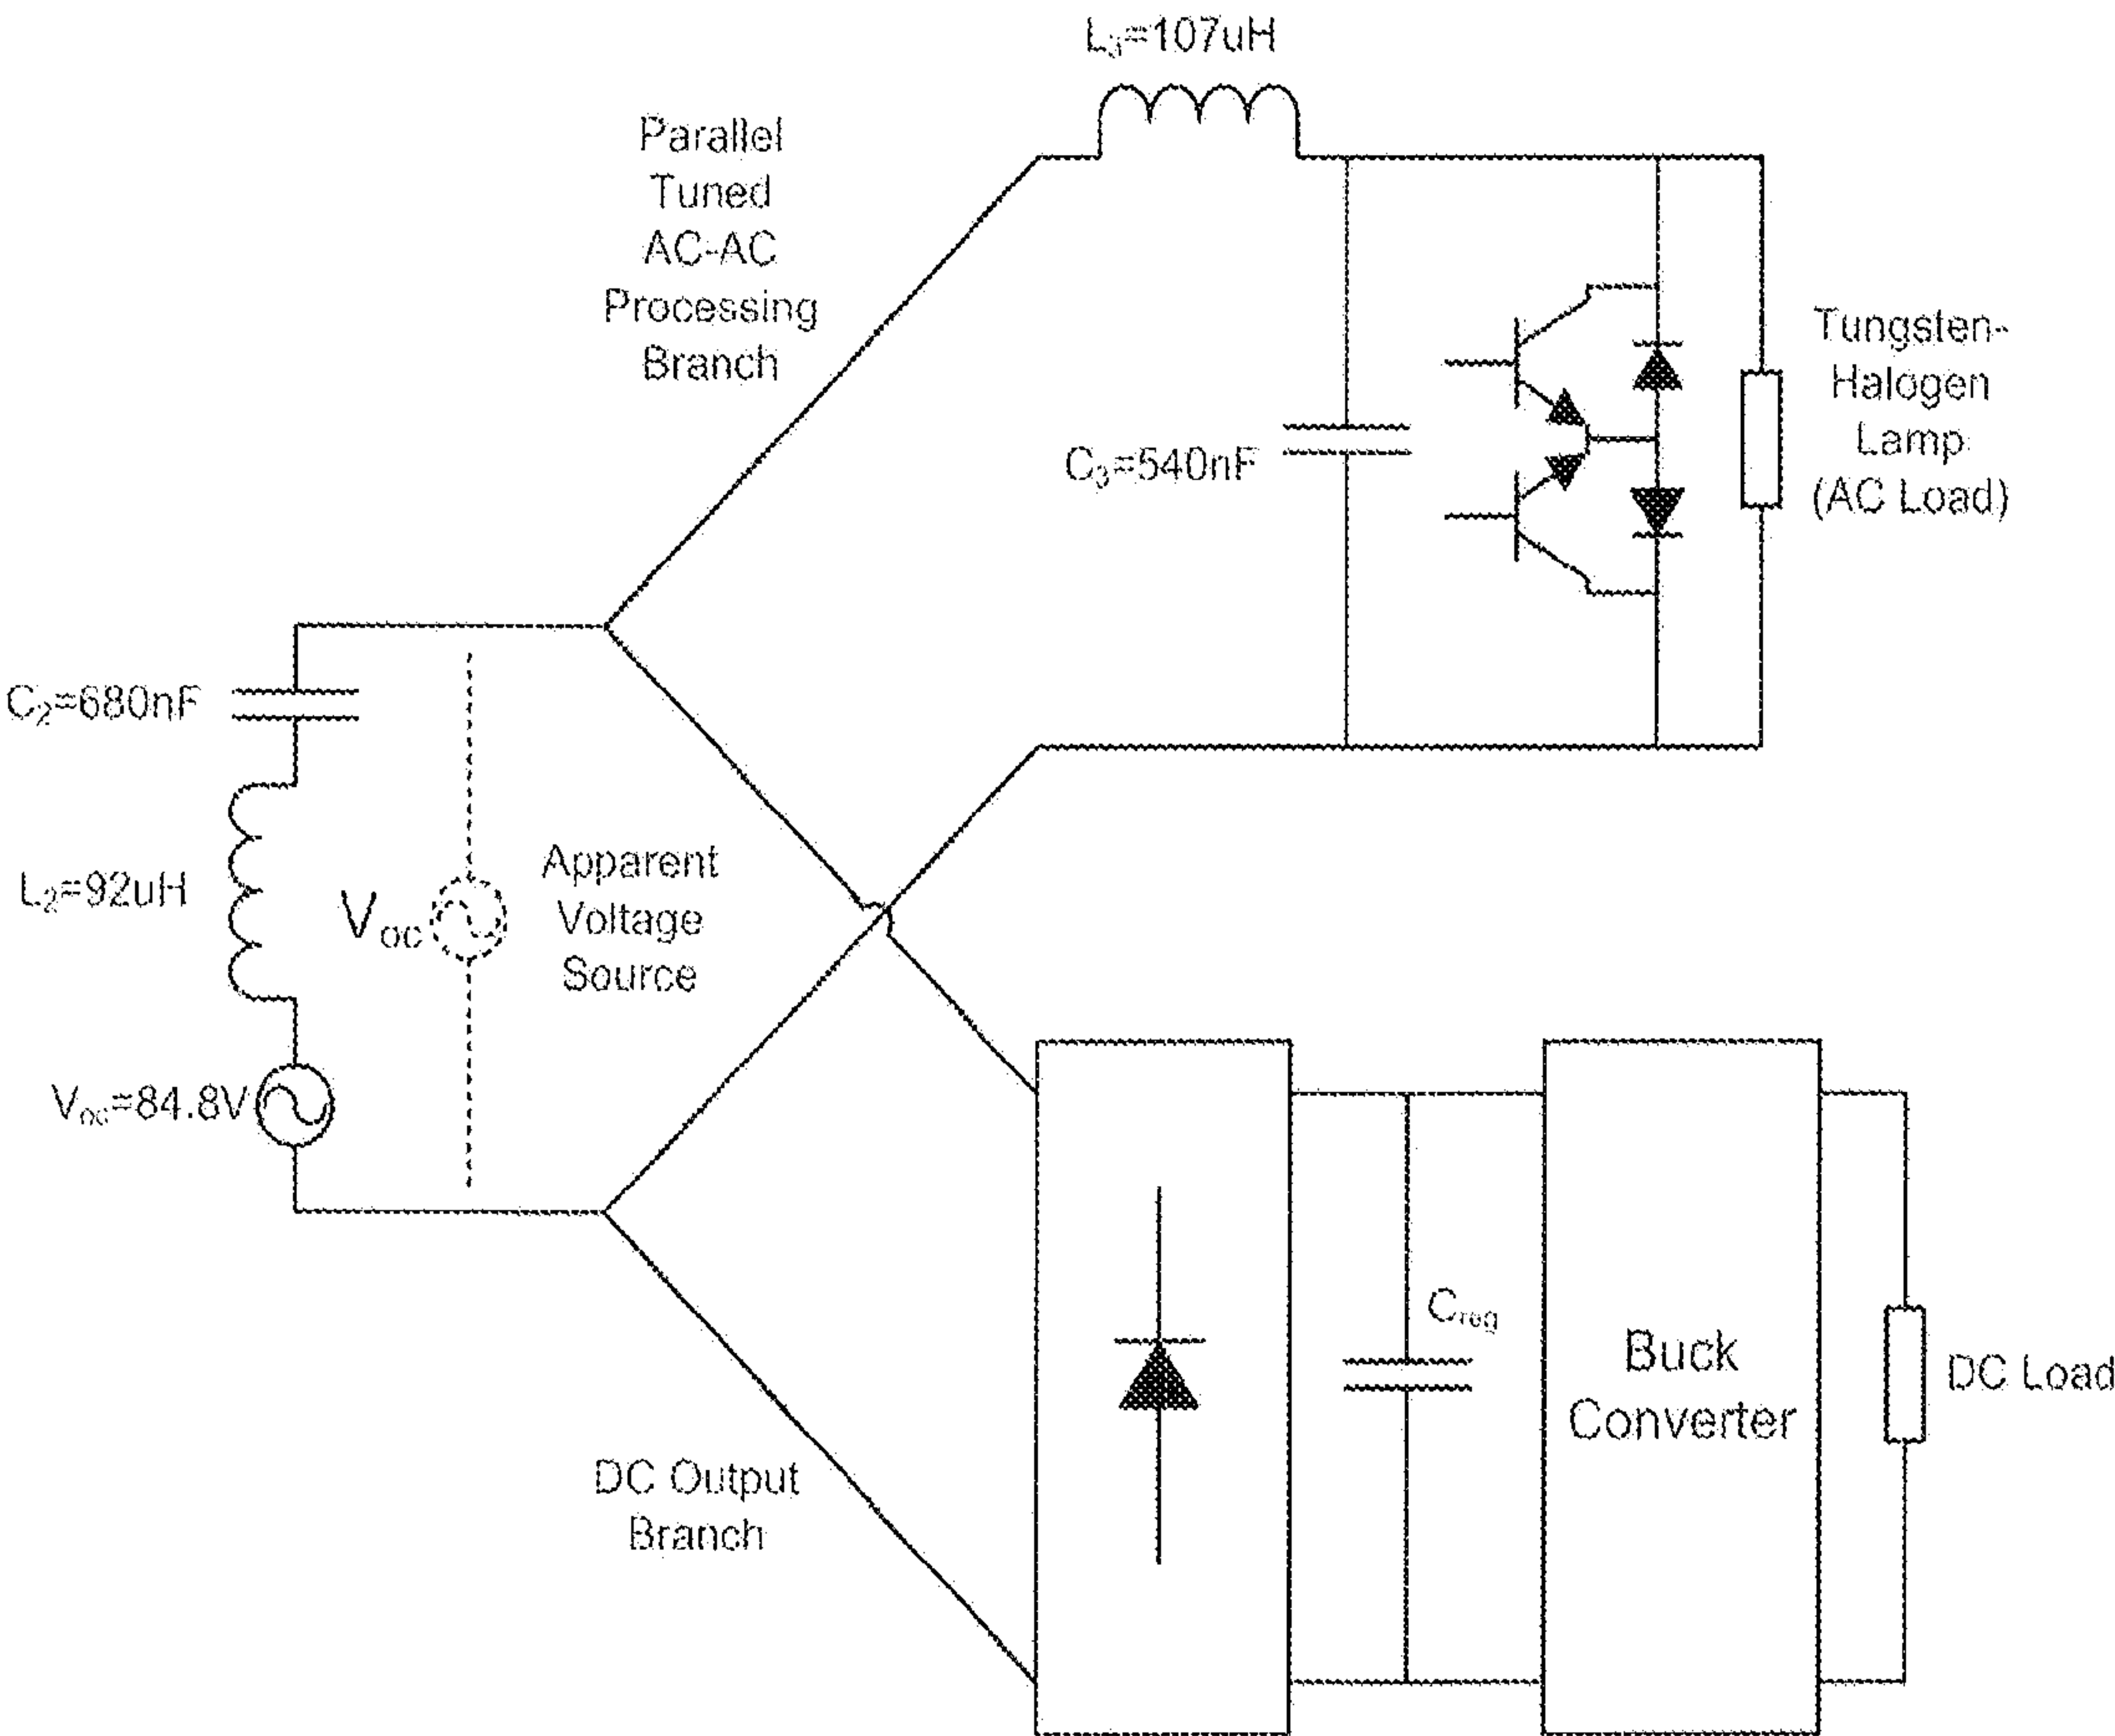 L₃=107uH
Parallel
Tuned
AC-AC
Processing
Branch
Tungsten-
Halogen
Lamp
(AC Load)
C₃=540nF
C₂=680nF
L₂=92uH
Voc
Apparent
Voltage
Source
Voc=84.8V
Creg
Buck
Converter
DC Load
DC Output
Branch